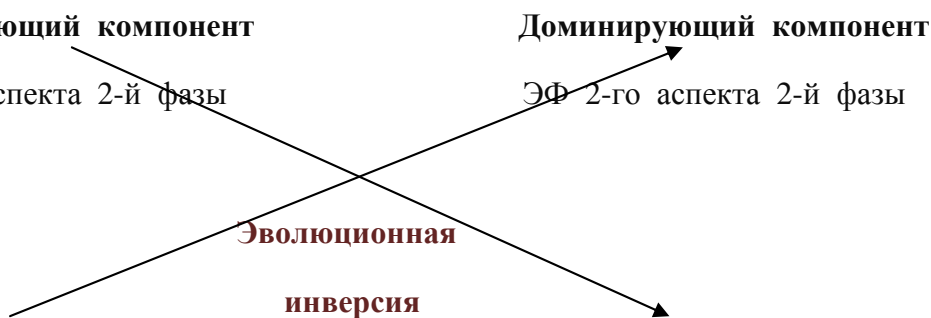 ющий компонент Доминирующий компонент
спекта 2-й фазы ЭФ 2-го аспекта 2-й фазы
Эволюционная
инверсия